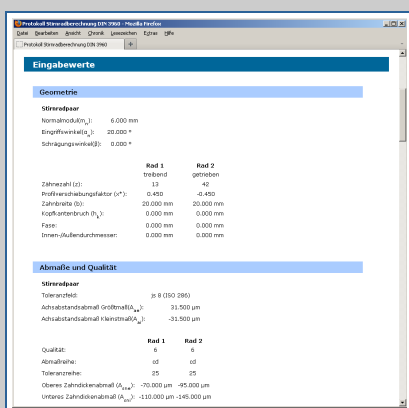 Protokoll Stirnradberechnung DIN 3960 - Mozilla Firefox
Datei Bearbeiten Ansicht Chronik Lesezeichen Extras Hilfe
Protokoll Stirnradberechnung DIN 3960 +
Eingabewerte
Geometrie
Stirnradpaar
Normalmodul(mn): 6.000 mm
Eingriffswinkel(αn): 20.000 °
Schrägungswinkel(β): 0.000 °
Rad 1 Rad 2
treibend getrieben
Zähnezahl (z): 13 42
Profilverschiebungsfaktor (x*): 0.450 -0.450
Zahnbreite (b): 20.000 mm 20.000 mm
Kopfkantenbruch (hk): 0.000 mm 0.000 mm
Fase: 0.000 mm 0.000 mm
Innen-/Außendurchmesser: 0.000 mm 0.000 mm
Abmaße und Qualität
Stirnradpaar
Toleranzfeld: js 8 (ISO 286)
Achsabstandsabmaß Größtmaß(Aae): 31.500 µm
Achsabstandsabmaß Kleinstmaß(Aai): -31.500 µm
Rad 1 Rad 2
Qualität: 6 6
Abmaßreihe: cd cd
Toleranzreihe: 25 25
Oberes Zahndickenabmaß (Asne): -70.000 µm -95.000 µm
Unteres Zahndickenabmaß (Asni): -110.000 µm -145.000 µm